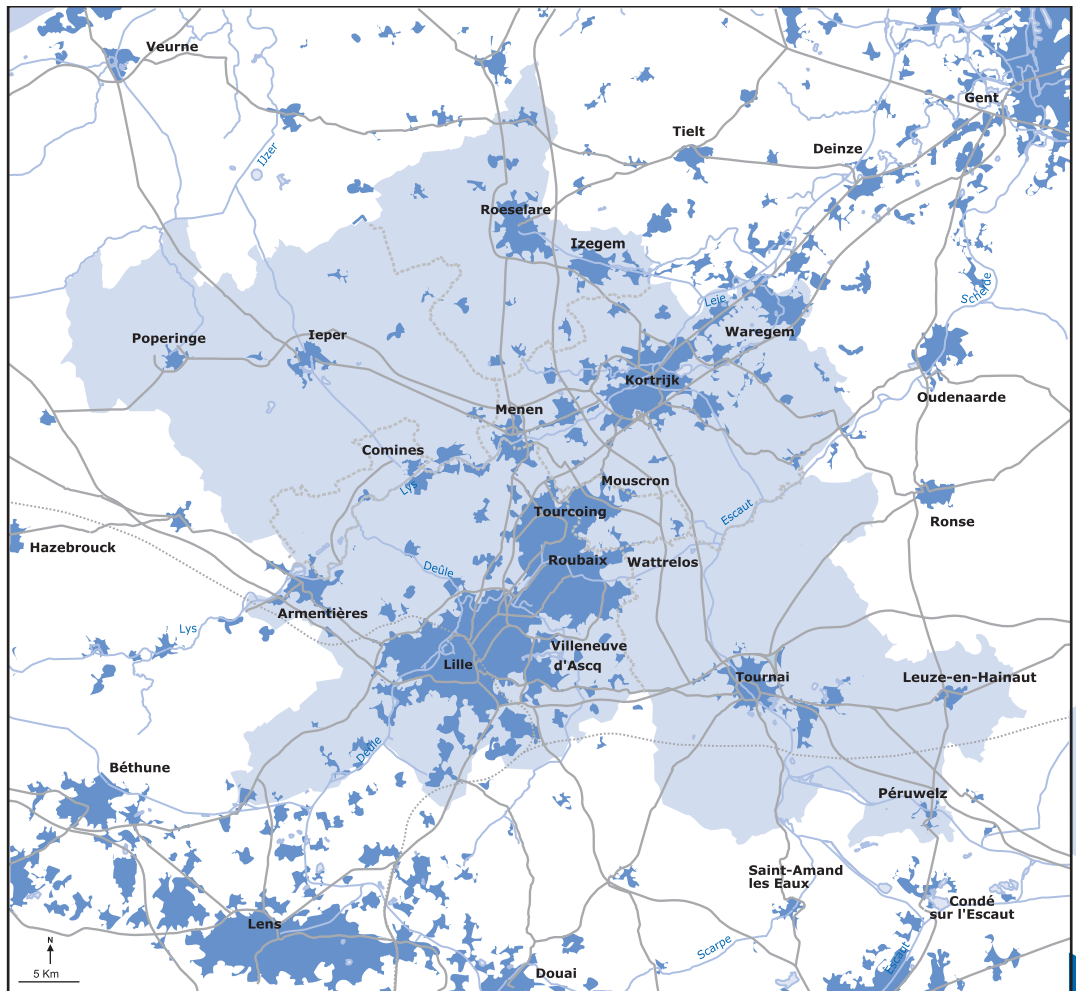 Veurne
Gent
Tielt
Deinze
IJzer
Roeselare
Izegem
Schelde
Leie
Waregem
Poperinge
Ieper
Kortrijk
Oudenaarde
Menen
Comines
Lys
Mouscron
Tourcoing
Escaut
Ronse
Hazebrouck
Roubaix
Wattrelos
Deûle
Armentières
Lys
Villeneuve
d'Ascq
Lille
Tournai
Leuze-en-Hainaut
Deûle
Béthune
Péruwelz
Saint-Amand
les Eaux
Condé
sur l'Escaut
Lens
Scarpe
Escaut
N
5 Km
Douai